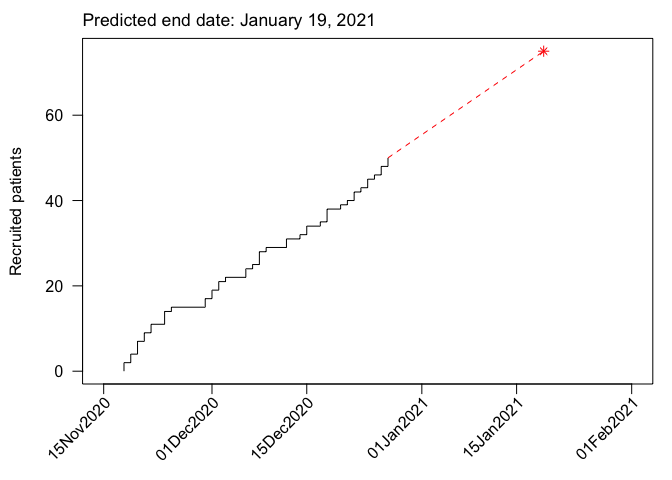 Predicted end date: January 19, 2021
Recruited patients
60
40
20
0
15Nov2020
01Dec2020
15Dec2020
01Jan2021
15Jan2021
01Feb2021